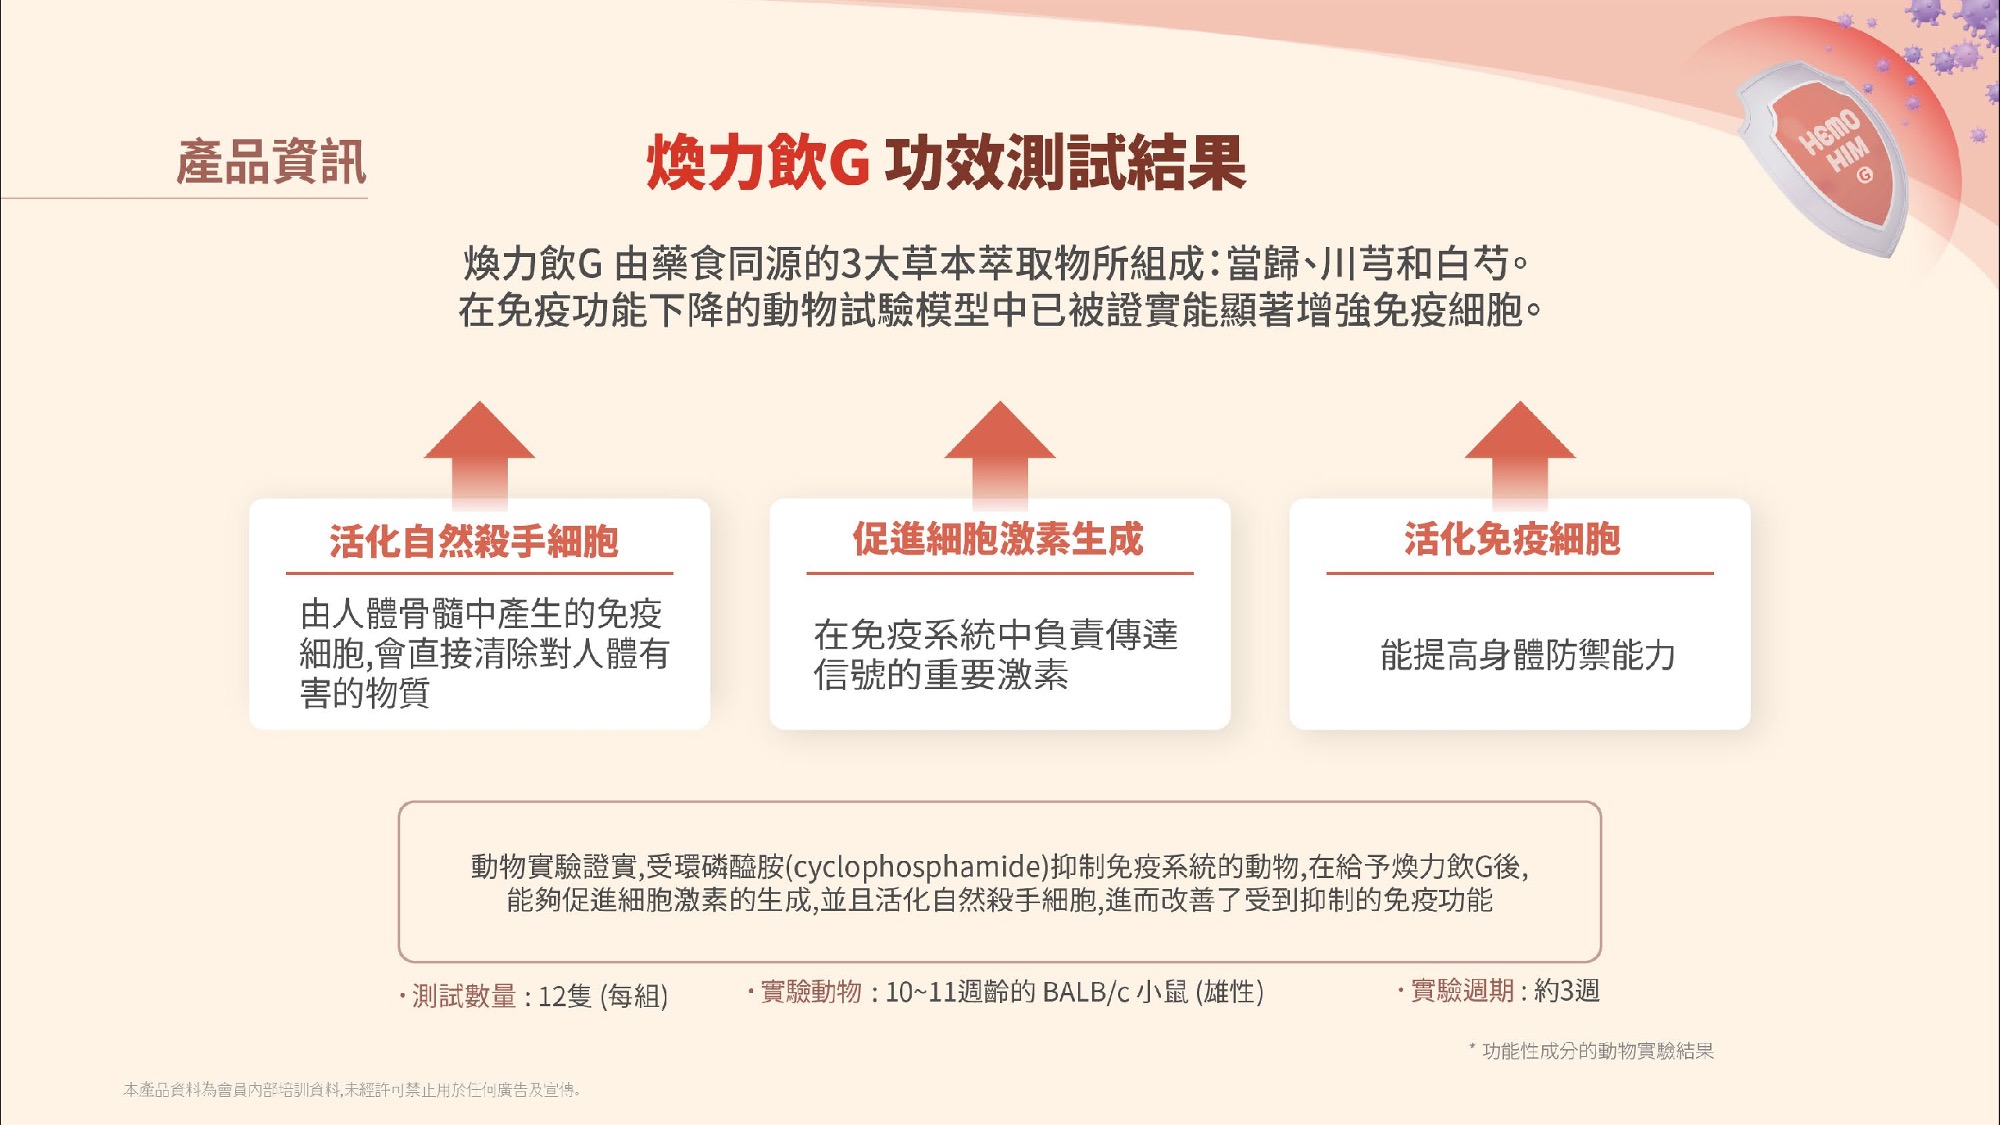 產品資訊
煥力飲G 功效測試結果
HEMO
HIM
G
煥力飲G 由藥食同源的3大草本萃取物所組成：當歸、川芎和白芍。
在免疫功能下降的動物試驗模型中已被證實能顯著增強免疫細胞。
活化自然殺手細胞
由人體骨髓中產生的免疫
細胞,會直接清除對人體有
害的物質
促進細胞激素生成
在免疫系統中負責傳達
信號的重要激素
活化免疫細胞
能提高身體防禦能力
動物實驗證實,受環磷醯胺(cyclophosphamide)抑制免疫系統的動物,在給予煥力飲G後,
能夠促進細胞激素的生成,並且活化自然殺手細胞,進而改善了受到抑制的免疫功能
·測試數量 : 12隻 (每組)
·實驗動物 : 10~11週齡的 BALB/c 小鼠 (雄性)
·實驗週期 : 約3週
* 功能性成分的動物實驗結果
本產品資料為會員內部培訓資料,未經許可禁止用於任何廣告及宣傳。